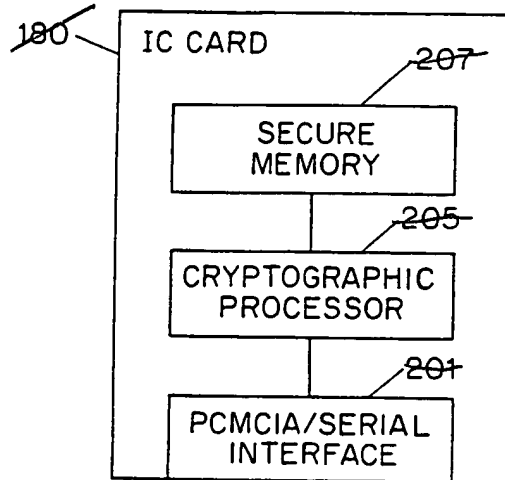 180
IC CARD
207
SECURE
MEMORY
205
CRYPTOGRAPHIC
PROCESSOR
201
PCMCIA/SERIAL
INTERFACE